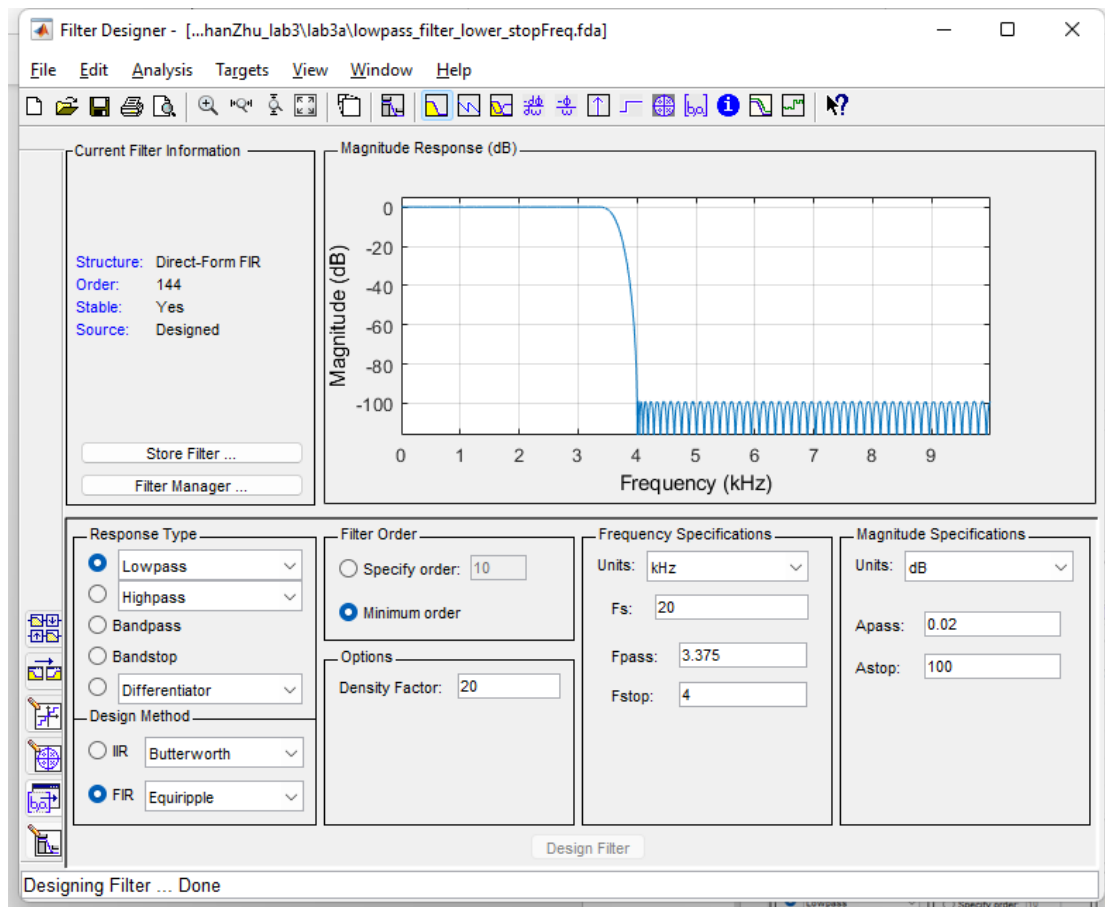 Filter Designer - [...hanZhu_lab3\lab3a\lowpass_filter_lower_stopFreq.fda]
File Edit Analysis Targets View Window Help
Current Filter Information
Structure: Direct-Form FIR
Order: 144
Stable: Yes
Source: Designed
Store Filter ...
Filter Manager ...
Magnitude Response (dB)
Magnitude (dB)
0
-20
-40
-60
-80
-100
0 1 2 3 4 5 6 7 8 9
Frequency (kHz)
Response Type
Lowpass
Highpass
Bandpass
Bandstop
Differentiator
Design Method
IIR Butterworth
FIR Equiripple
Filter Order
Specify order: 10
Minimum order
Options
Density Factor: 20
Frequency Specifications
Units: kHz
Fs: 20
Fpass: 3.375
Fstop: 4
Magnitude Specifications
Units: dB
Apass: 0.02
Astop: 100
Design Filter
Designing Filter ... Done
Lowpass Specify order: 10